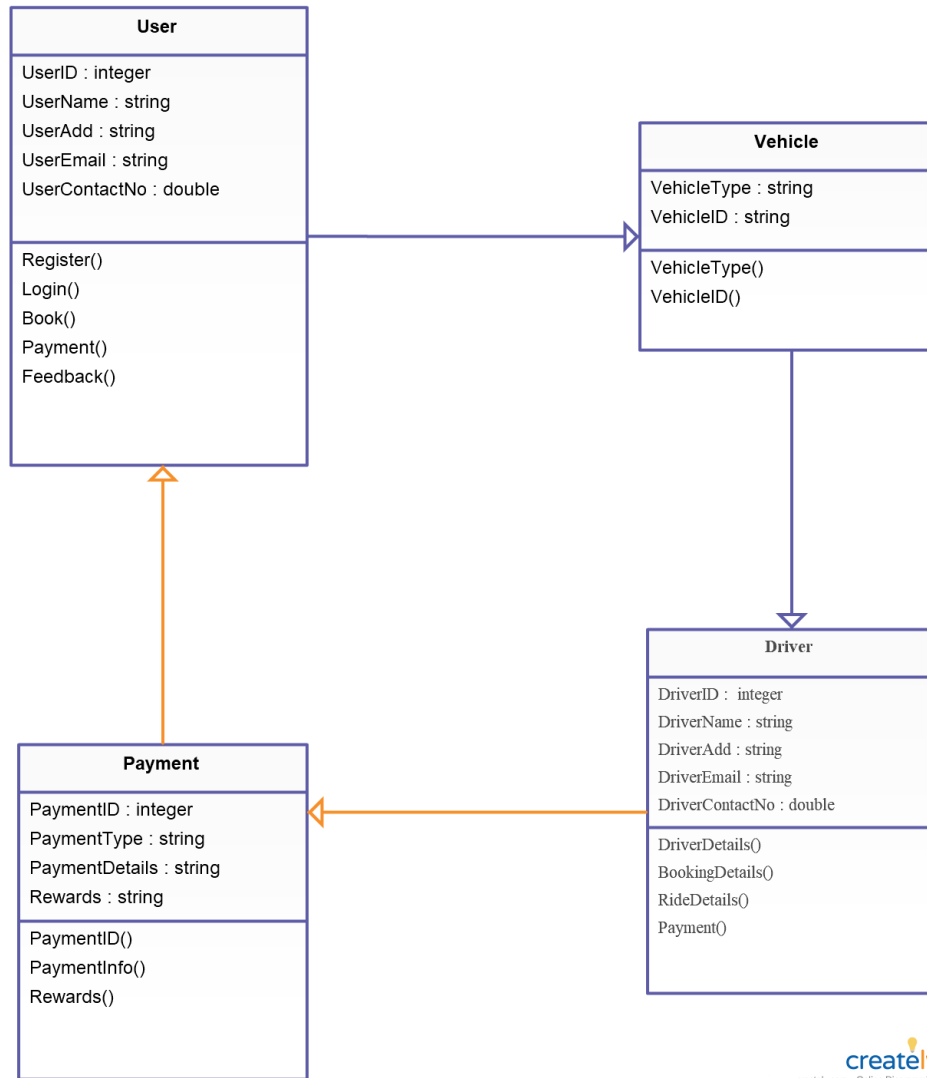 User
UserID : integer
UserName : string
UserAdd : string
UserEmail : string
UserContactNo : double
Register()
Login()
Book()
Payment()
Feedback()
Vehicle
VehicleType : string
VehicleID : string
VehicleType()
VehicleID()
Driver
DriverID :  integer
DriverName : string
DriverAdd : string
DriverEmail : string
DriverContactNo : double
DriverDetails()
BookingDetails()
RideDetails()
Payment()
Payment
PaymentID : integer
PaymentType : string
PaymentDetails : string
Rewards : string
PaymentID()
PaymentInfo()
Rewards()